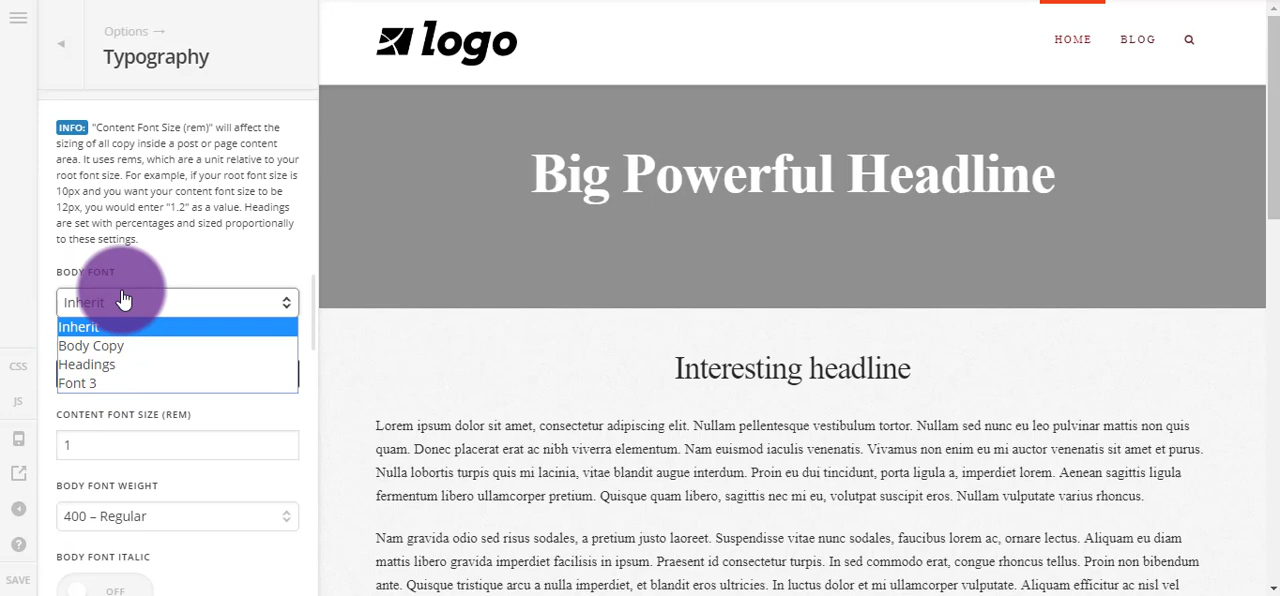 Options →
Typography
INFO: "Content Font Size (rem)" will affect the
sizing of all copy inside a post or page content
area. It uses rems, which are a unit relative to your
root font size. For example, if your root font size is
10px and you want your content font size to be
12px, you would enter "1.2" as a value. Headings
are set with percentages and sized proportionally
to these settings.
BODY FONT
Inherit
Inherit
Body Copy
Headings
Font 3
CONTENT FONT SIZE (REM)
1
BODY FONT WEIGHT
400 – Regular
BODY FONT ITALIC
OFF
CSS
JS
SAVE
logo
HOME
BLOG
Big Powerful Headline
Interesting headline
Lorem ipsum dolor sit amet, consectetur adipiscing elit. Nullam pellentesque vestibulum tortor. Nullam sed nunc eu leo pulvinar mattis non quis
quam. Donec placerat erat ac nibh viverra elementum. Nam euismod iaculis venenatis. Vivamus non enim eu mi auctor venenatis sit amet et purus.
Nulla lobortis turpis quis mi lacinia, vitae blandit augue interdum. Proin eu dui tincidunt, porta ligula a, imperdiet lorem. Aenean sagittis ligula
fermentum libero ullamcorper pretium. Quisque quam libero, sagittis nec mi eu, volutpat suscipit eros. Nullam vulputate varius rhoncus.
Nam gravida odio sed risus sodales, a pretium justo laoreet. Suspendisse vitae nunc sodales, faucibus lorem ac, ornare lectus. Aliquam eu diam
mattis libero gravida imperdiet facilisis in ipsum. Praesent id consectetur turpis. In sed commodo erat, congue rhoncus tellus. Proin bibendum
ante. Quisque tristique arcu a nulla imperdiet, et blandit eros ultricies. In luctus dolor et mi ullamcorper vulputate. Aliquam efficitur ac nisl vel